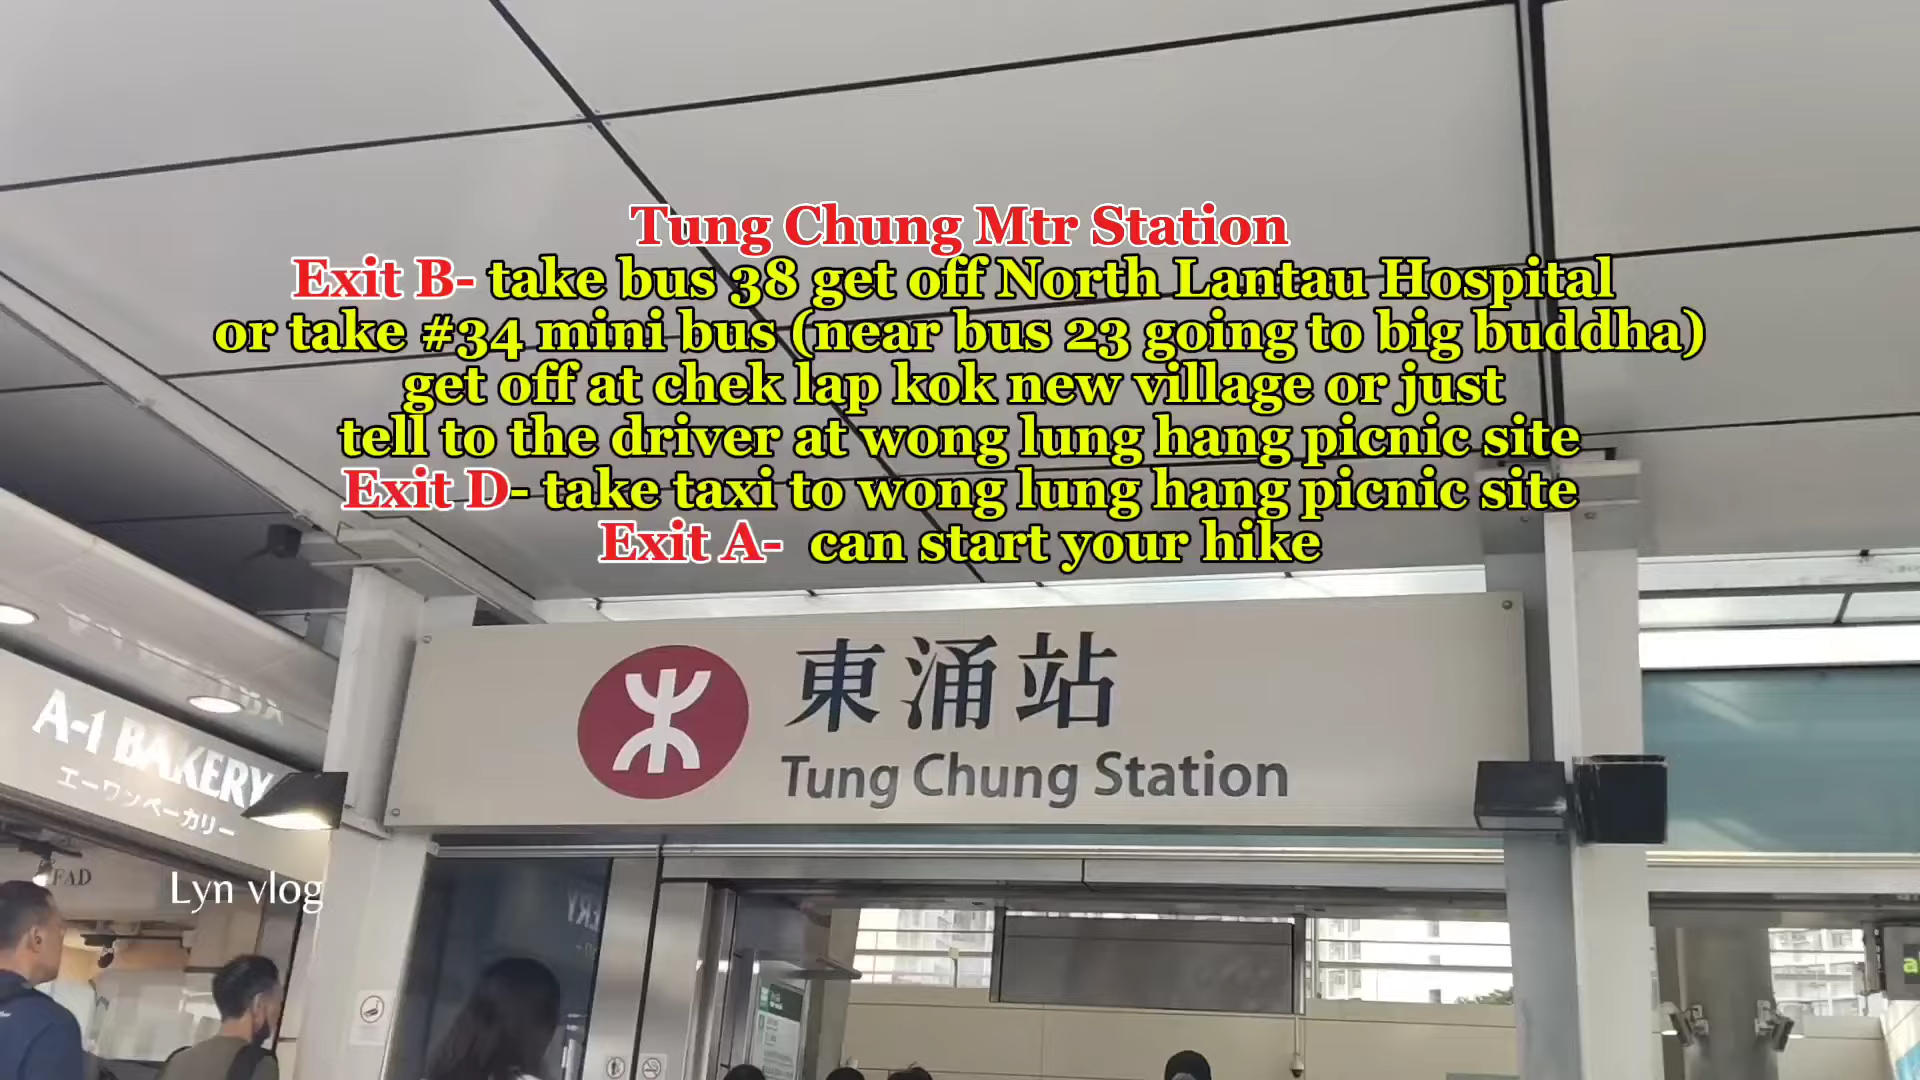 Tung Chung Mtr Station
Exit B- take bus 38 get off North Lantau Hospital
or take #34 mini bus (near bus 23 going to big buddha)
get off at chek lap kok new village or just
tell to the driver at wong lung hang picnic site
Exit D- take taxi to wong lung hang picnic site
Exit A- can start your hike
東涌站
Tung Chung Station
A-1 BAKERY
エーワンベーカリー
Lyn vlog